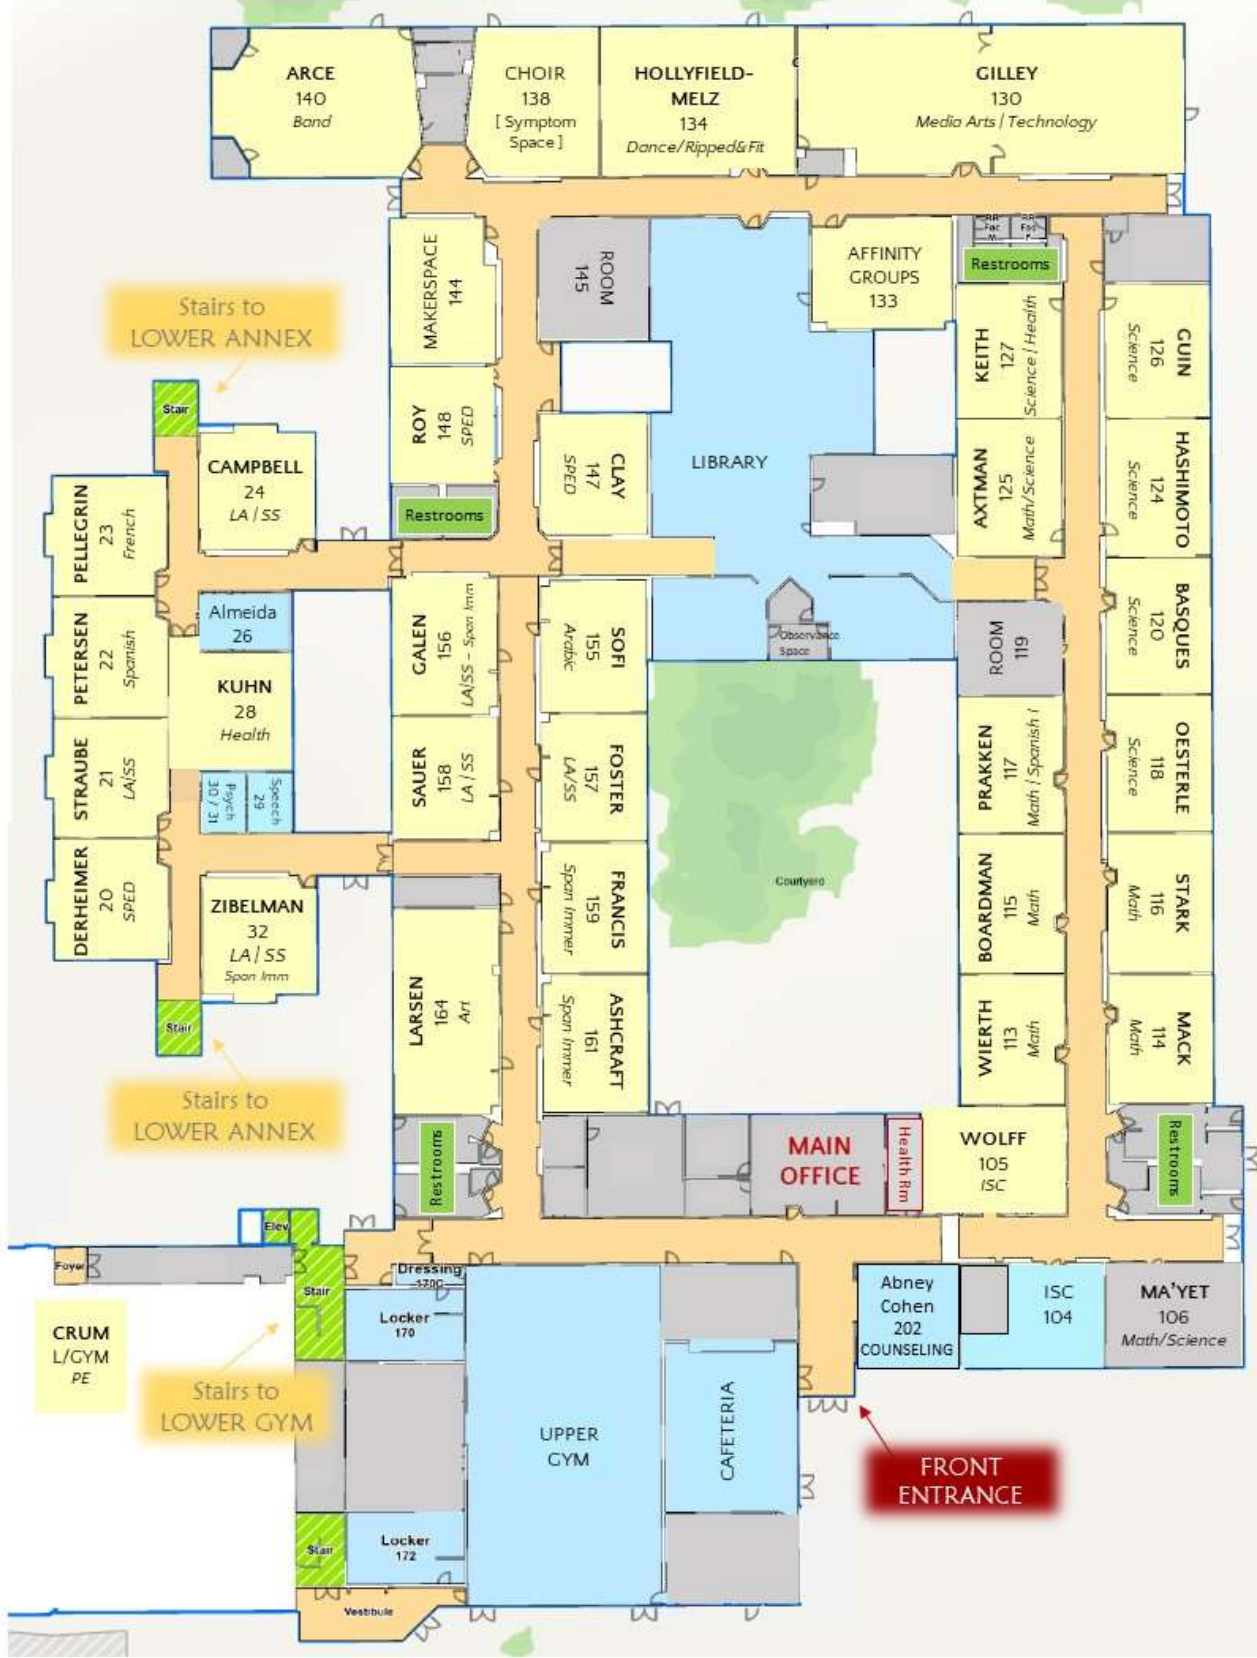 ARCE
140
Band
CHOIR
138
[ Symptom
Space ]
HOLLYFIELD-
MELZ
134
Dance/Ripped&Fit
GILLEY
130
Media Arts | Technology
MAKERSPACE
144
ROOM
145
AFFINITY
GROUPS
133
RR
Fac
M
RR
Fac
F
Restrooms
Stairs to
LOWER ANNEX
Stair
KEITH
127
Science | Health
GUIN
126
Science
ROY
148
SPED
CLAY
147
SPED
LIBRARY
AXTMAN
125
Math/Science
HASHIMOTO
124
Science
CAMPBELL
24
LA | SS
PELLEGRIN
23
French
Restrooms
PETERSEN
22
Spanish
Almeida
26
GALEN
156
LA/SS - Span Imm
SOFI
155
Arabic
Observance
Space
ROOM
119
BASQUES
120
Science
KUHN
28
Health
STRAUBE
21
LA/SS
Psych
30 / 31
Speech
29
SAUER
158
LA | SS
FOSTER
157
LA/SS
PRAKKEN
117
Math | Spanish I
OESTERLE
118
Science
DERHEIMER
20
SPED
ZIBELMAN
32
LA | SS
Span Imm
FRANCIS
159
Span Immer
Courtyard
BOARDMAN
115
Math
STARK
116
Math
LARSEN
164
Art
ASHCRAFT
161
Span Immer
WIERTH
113
Math
MACK
114
Math
Stair
Stairs to
LOWER ANNEX
Restrooms
MAIN
OFFICE
Health Rm
WOLFF
105
ISC
Restrooms
Elev
Foyer
Stair
Dressing
170C
Locker
170
Abney
Cohen
202
COUNSELING
ISC
104
MA'YET
106
Math/Science
CRUM
L/GYM
PE
Stairs to
LOWER GYM
UPPER
GYM
CAFETERIA
FRONT
ENTRANCE
Stair
Locker
172
Vestibule